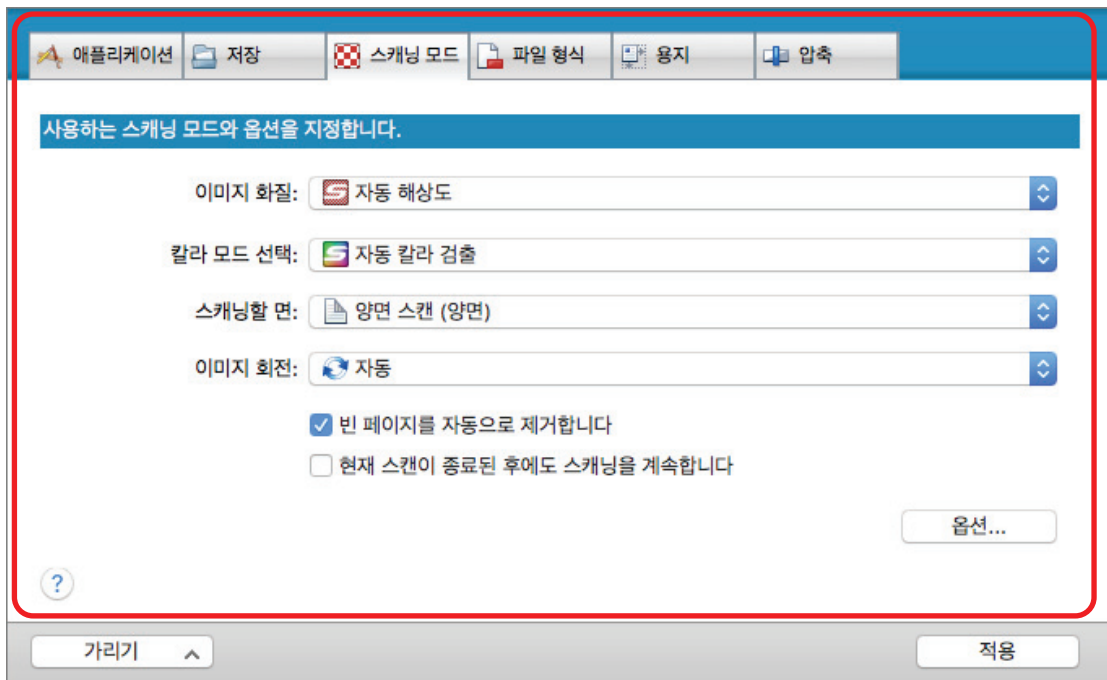 애플리케이션 저장 스캐닝 모드 파일 형식 용지 압축
사용하는 스캐닝 모드와 옵션을 지정합니다.
이미지 화질: 자동 해상도
칼라 모드 선택: 자동 칼라 검출
스캐닝할 면: 양면 스캔 (양면)
이미지 회전: 자동
빈 페이지를 자동으로 제거합니다
현재 스캔이 종료된 후에도 스캐닝을 계속합니다
옵션...
?
가리기 적용